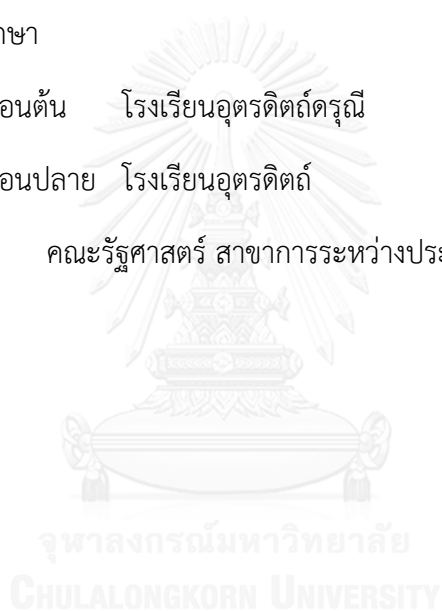 กษา
อนต้น โรงเรียนอุตรดิตถ์ดรุณี
อนปลาย โรงเรียนอุตรดิตถ์
คณะรัฐศาสตร์ สาขาการระหว่างประ
จุฬาลงกรณ์มหาวิทยาลัย
CHULALONGKORN UNIVERSITY